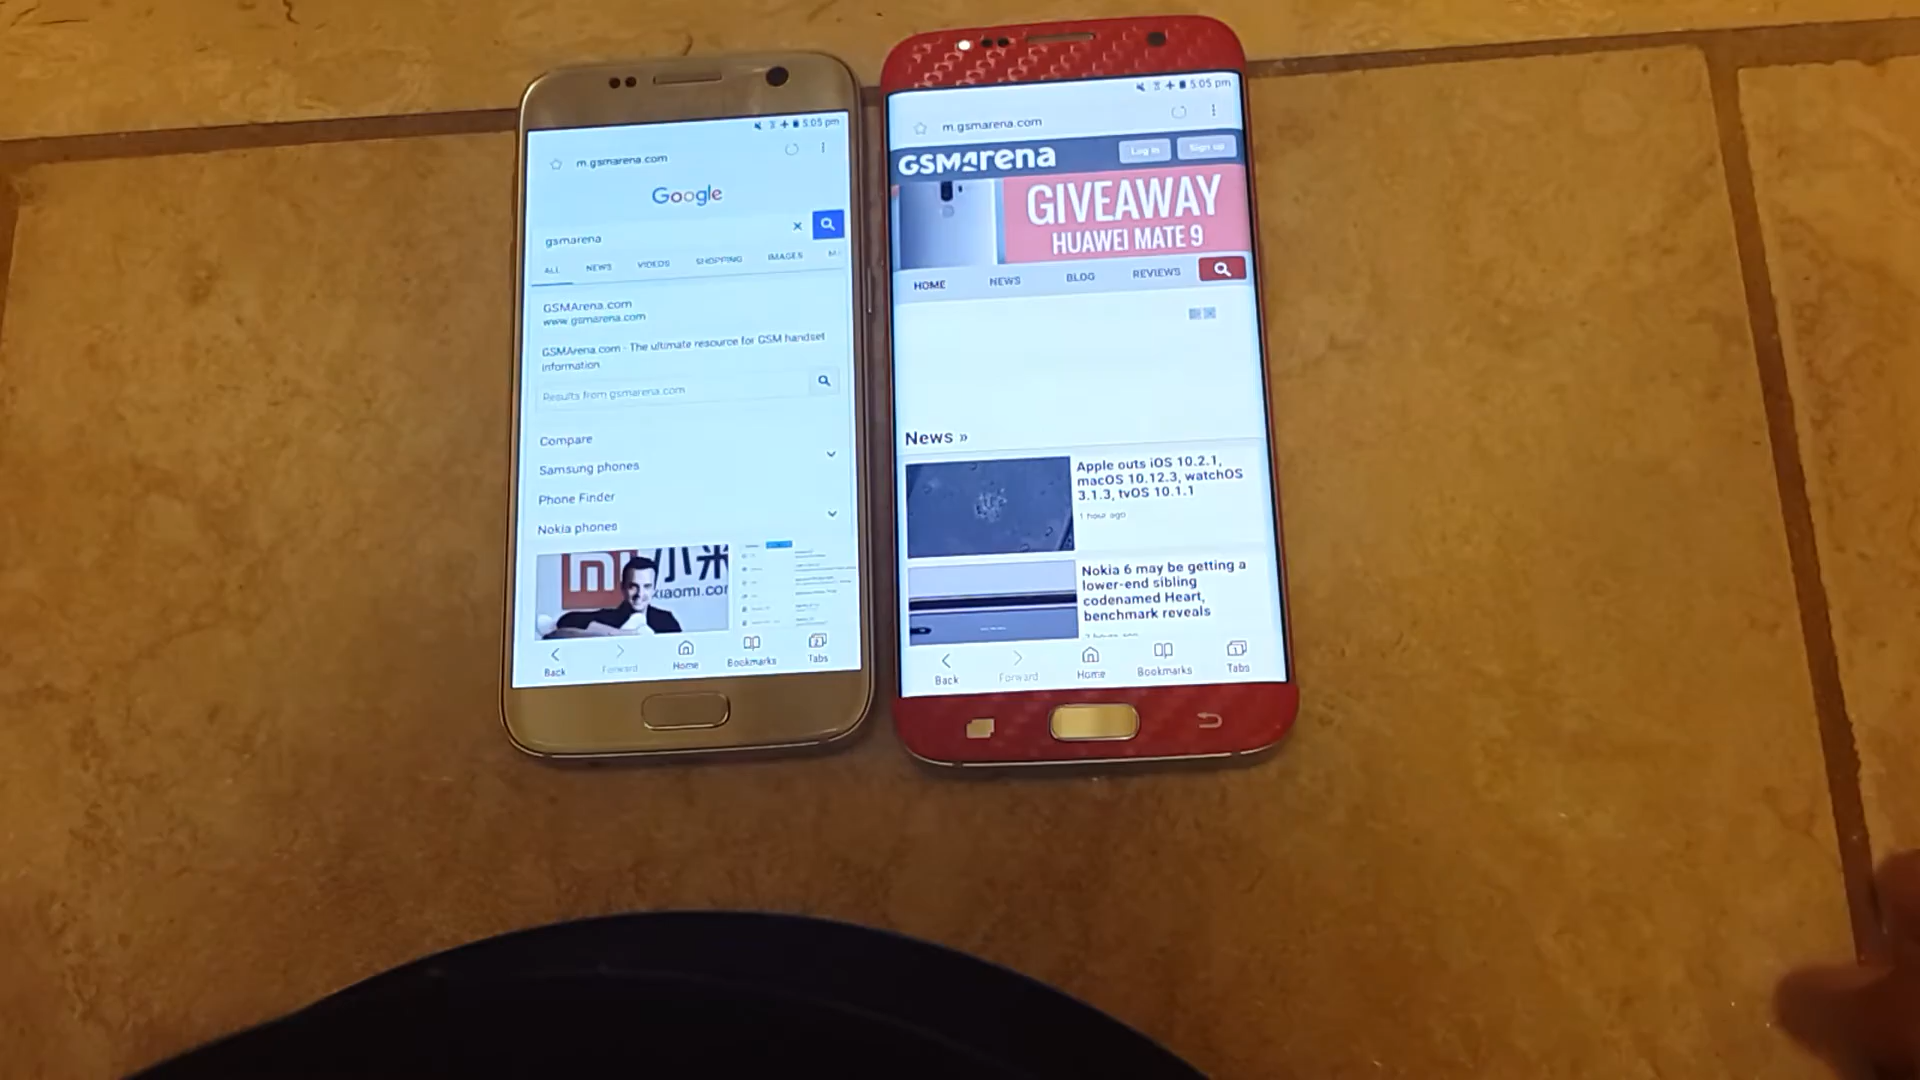 5:05 pm
m.gsmarena.com
Google
gsmarena
ALL NEWS VIDEOS SHOPPING IMAGES
GSMArena.com
www.gsmarena.com
GSMArena.com - The ultimate resource for GSM handset
information
Results from gsmarena.com
Compare
Samsung phones
Phone Finder
Nokia phones
小米
xiaomi.com
Back Forward Home Bookmarks Tabs
5:05 pm
m.gsmarena.com
GSMArena
Log in Sign up
GIVEAWAY
HUAWEI MATE 9
HOME NEWS BLOG REVIEWS
News »
Apple outs iOS 10.2.1,
macOS 10.12.3, watchOS
3.1.3, tvOS 10.1.1
1 hour ago
Nokia 6 may be getting a
lower-end sibling
codenamed Heart,
benchmark reveals
Back Forward Home Bookmarks Tabs